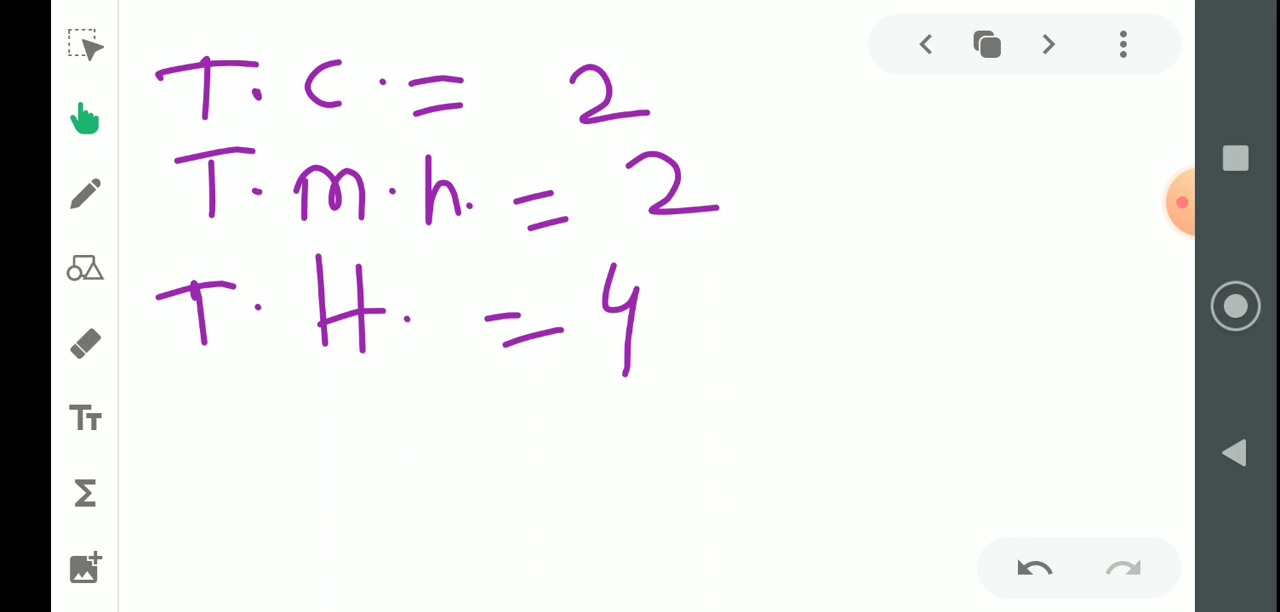 T. C. = 2
T. m. h. = 2
T. H. = 4